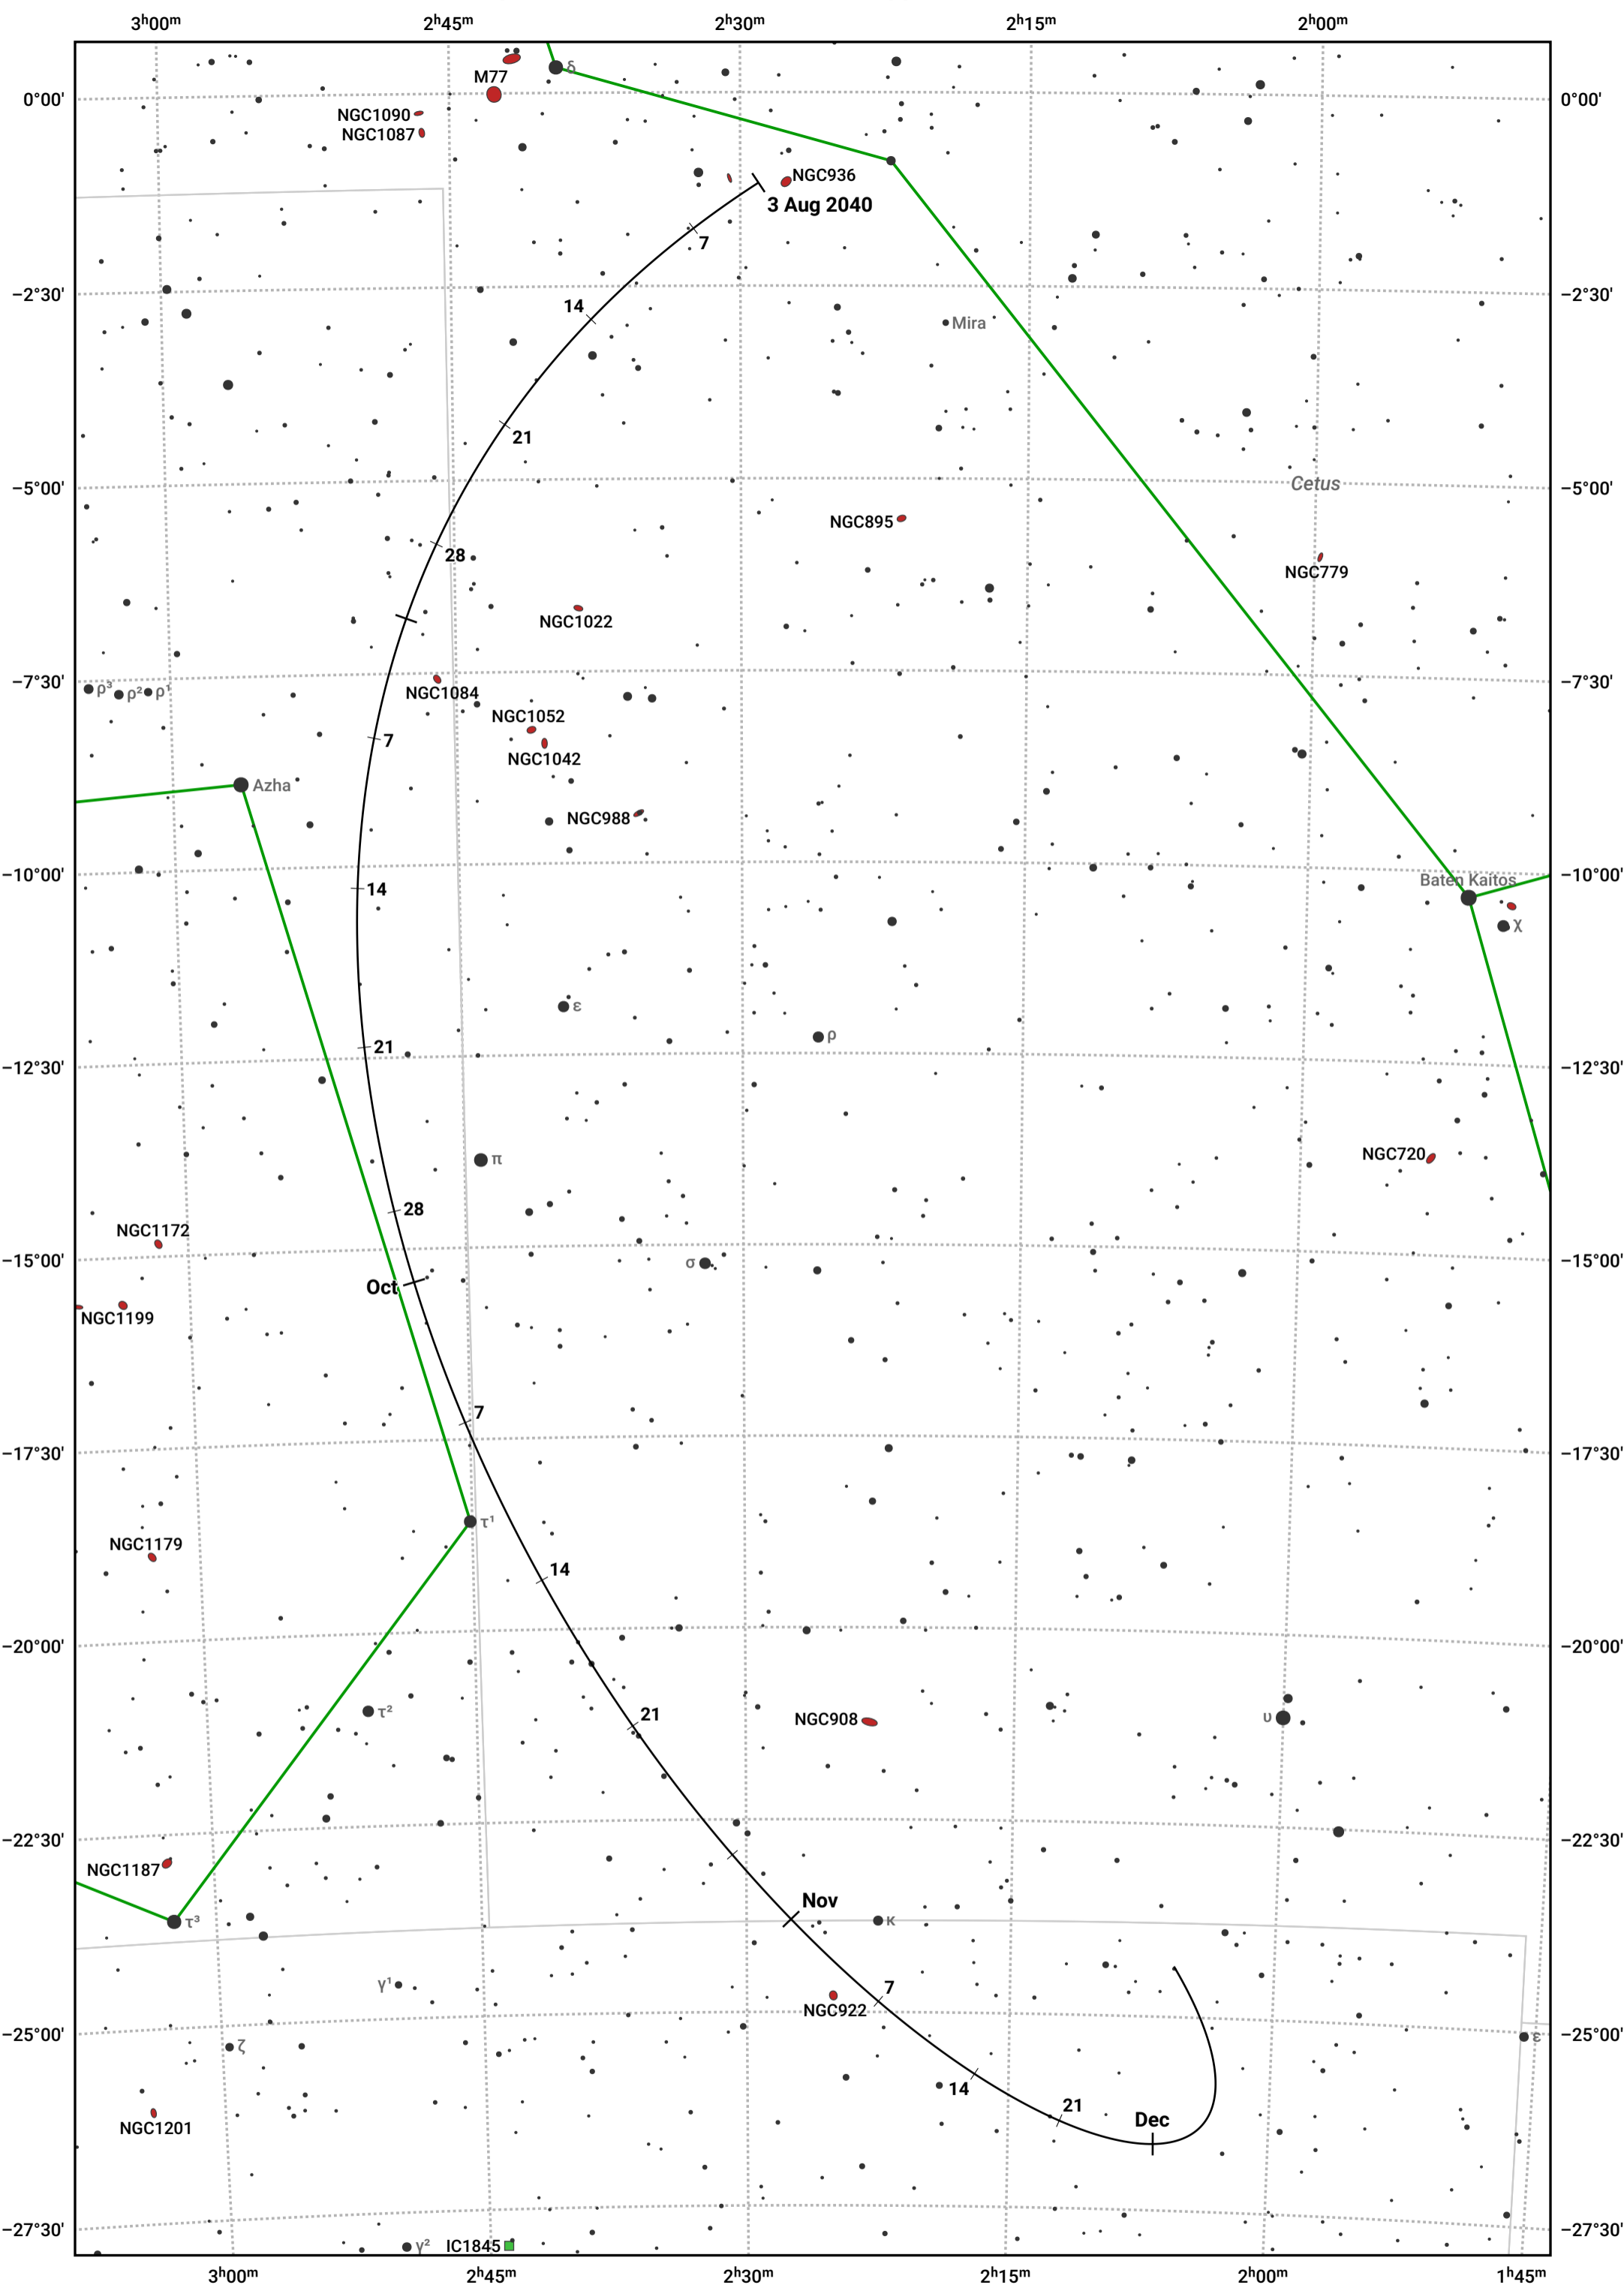 3h00m 2h45m 2h30m 2h15m 2h00m
δ
M77
0°00' 0°00'
NGC1090
NGC1087
NGC936
3 Aug 2040
7
−2°30' −2°30'
14
Mira
21
−5°00' Cetus −5°00'
NGC895
28
NGC779
NGC1022
−7°30' −7°30'
ρ³ ρ² ρ¹
NGC1084
NGC1052
7
NGC1042
Azha
NGC988
−10°00' −10°00'
Baten Kaitos
14
χ
ε
ρ
21
−12°30' −12°30'
NGC720
π
28
NGC1172
−15°00' −15°00'
σ
Oct
NGC1199
7
−17°30' −17°30'
τ¹
NGC1179
14
−20°00' −20°00'
τ²
21
NGC908
υ
−22°30' −22°30'
NGC1187
Nov
τ³
κ
γ¹
7
NGC922
−25°00' −25°00'
ε
ζ
14
21
Dec
NGC1201
−27°30' −27°30'
γ² IC1845
3h00m 2h45m 2h30m 2h15m 2h00m 1h45m